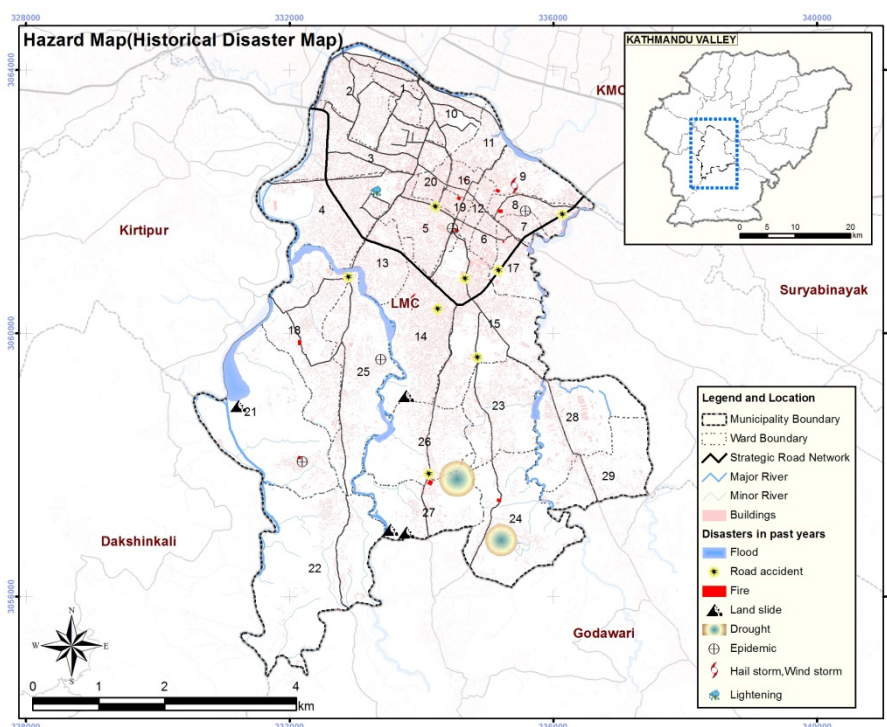 328000
332000
336000
340000
Hazard Map(Historical Disaster Map)
KATHMANDU VALLEY
3064000
KMC
2
1
10
11
3
9
20
16
4
19
12
8
0 5 10 20
km
5
7
6
Kirtipur
13
17
Suryabinayak
LMC
15
3060000
18
14
25
23
28
21
26
29
27
24
Dakshinkali
22
3056000
Godawari
N
W
E
S
0 1 2 4
km
Legend and Location
Municipality Boundary
Ward Boundary
Strategic Road Network
Major River
Minor River
Buildings
Disasters in past years
Flood
Road accident
Fire
Land slide
Drought
Epidemic
Hail storm,Wind storm
Lightening